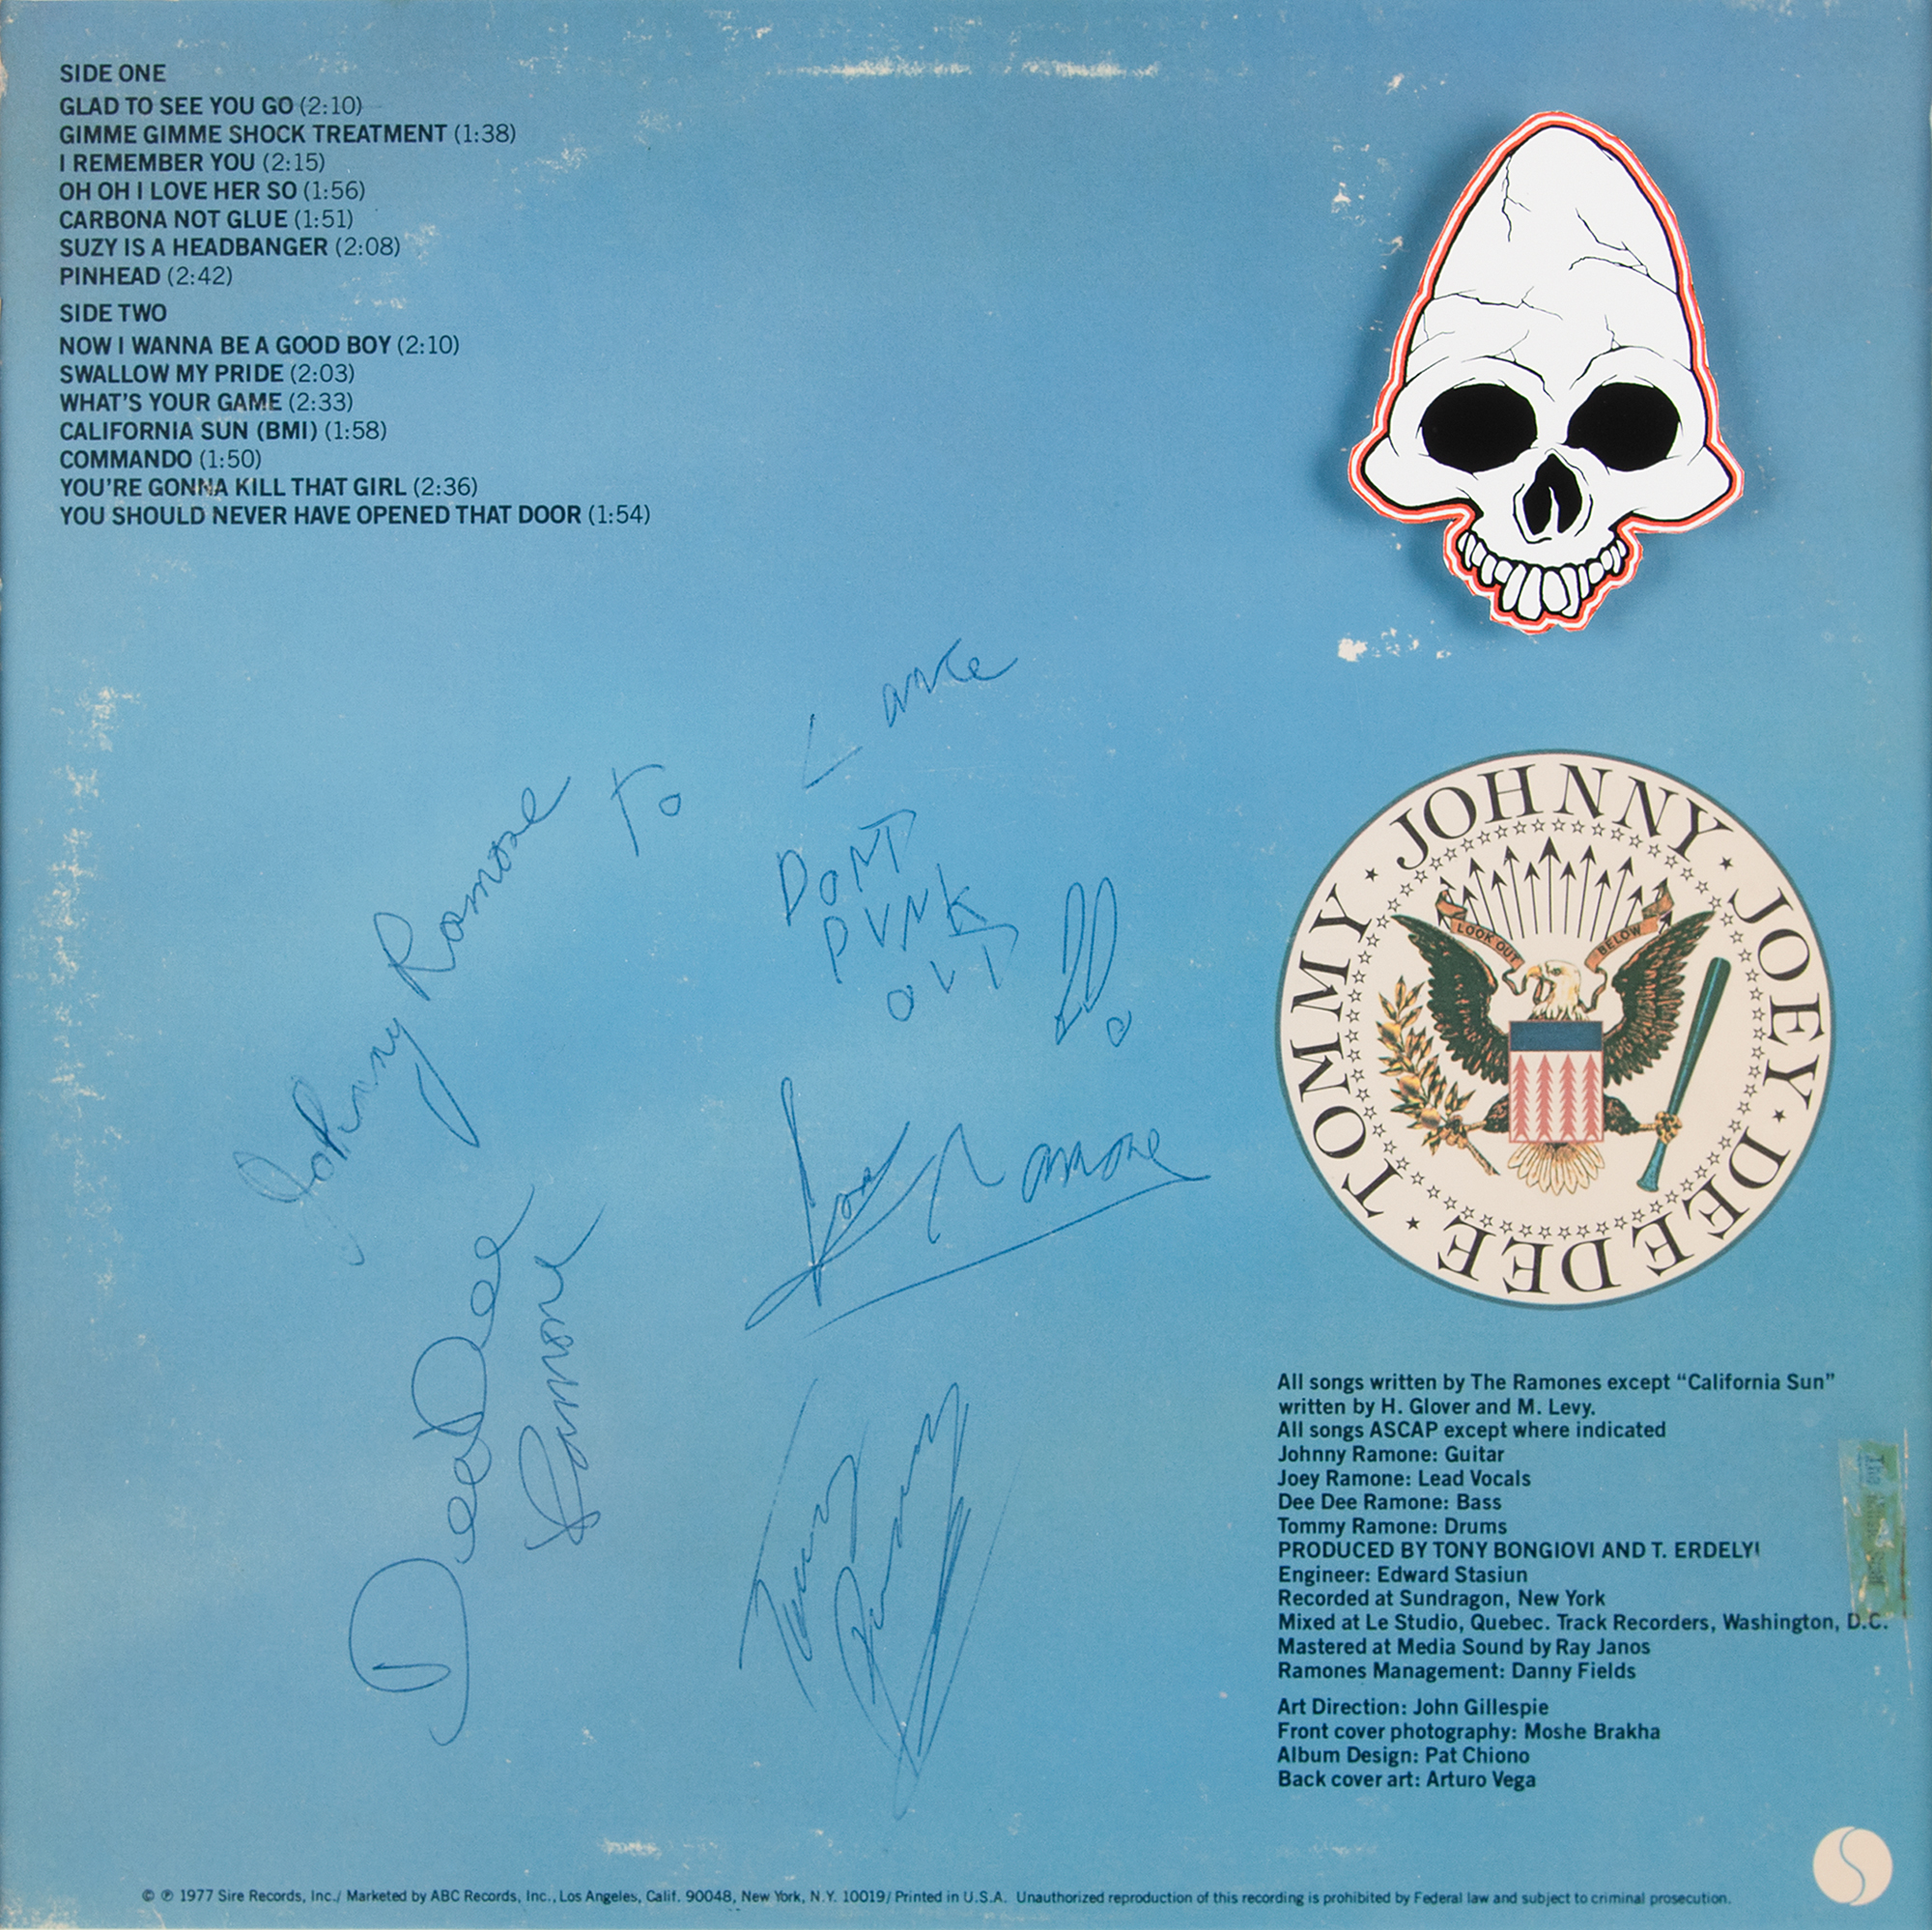 SIDE ONE
GLAD TO SEE YOU GO (2:10)
GIMME GIMME SHOCK TREATMENT (1:38)
I REMEMBER YOU (2:15)
OH OH I LOVE HER SO (1:56)
CARBONA NOT GLUE (1:51)
SUZY IS A HEADBANGER (2:08)
PINHEAD (2:42)
SIDE TWO
NOW I WANNA BE A GOOD BOY (2:10)
SWALLOW MY PRIDE (2:03)
WHAT'S YOUR GAME (2:33)
CALIFORNIA SUN (BMI) (1:58)
COMMANDO (1:50)
YOU'RE GONNA KILL THAT GIRL (2:36)
YOU SHOULD NEVER HAVE OPENED THAT DOOR (1:54)
To Lance
DONT
PUNK
OUT !!
Johnny Ramone
Joey Ramone
DeeDee
Ramone
Tommy
Ramone
JOHNNY · JOEY · DEE DEE · TOMMY ·
LOOK OUT BELOW
All songs written by The Ramones except “California Sun”
written by H. Glover and M. Levy.
All songs ASCAP except where indicated
Johnny Ramone: Guitar
Joey Ramone: Lead Vocals
Dee Dee Ramone: Bass
Tommy Ramone: Drums
PRODUCED BY TONY BONGIOVI AND T. ERDELYI
Engineer: Edward Stasiun
Recorded at Sundragon, New York
Mixed at Le Studio, Quebec. Track Recorders, Washington, D.C.
Mastered at Media Sound by Ray Janos
Ramones Management: Danny Fields
Art Direction: John Gillespie
Front cover photography: Moshe Brakha
Album Design: Pat Chiono
Back cover art: Arturo Vega
© ℗ 1977 Sire Records, Inc./ Marketed by ABC Records, Inc., Los Angeles, Calif. 90048, New York, N.Y. 10019/ Printed in U.S.A. Unauthorized reproduction of this recording is prohibited by Federal law and subject to criminal prosecution.